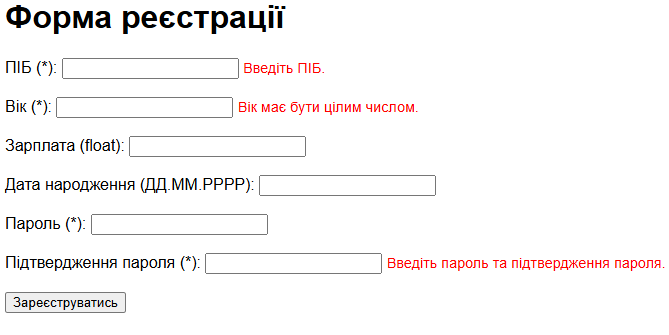 Форма реєстрації
ПІБ (*): Введіть ПІБ.
Вік (*): Вік має бути цілим числом.
Зарплата (float):
Дата народження (ДД.ММ.РРРР):
Пароль (*):
Підтвердження пароля (*): Введіть пароль та підтвердження пароля.
Зареєструватись